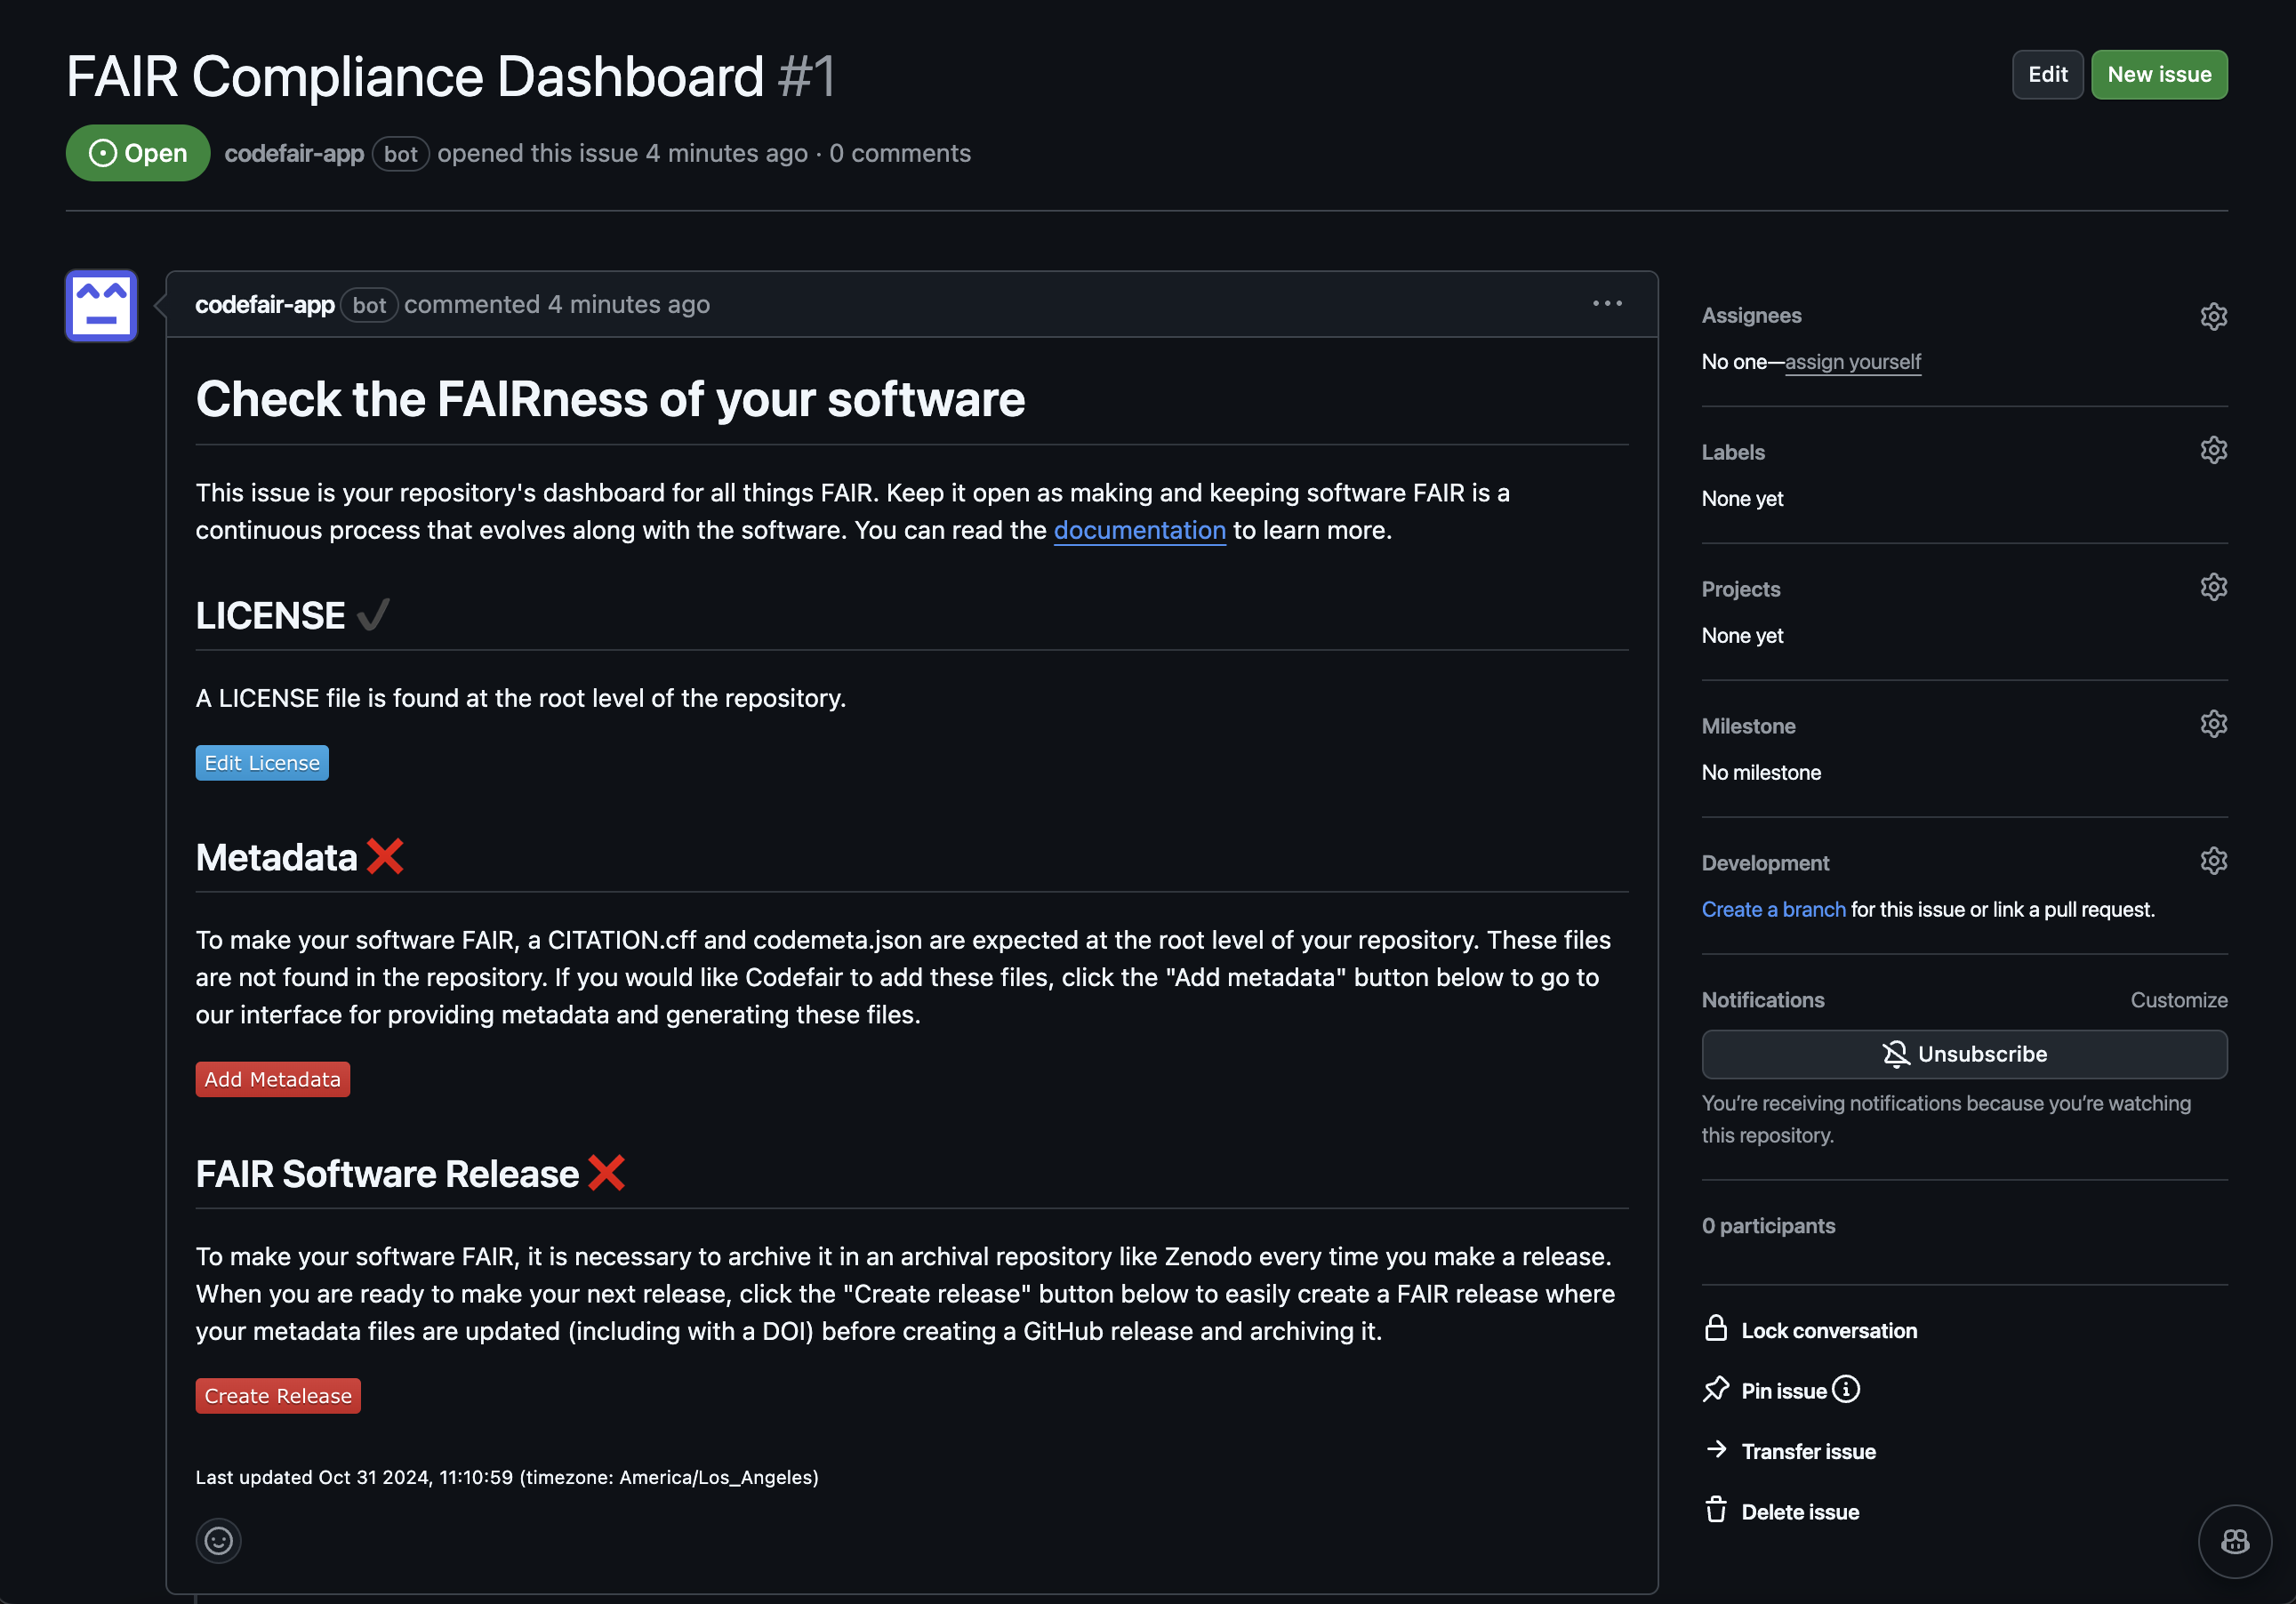 FAIR Compliance Dashboard #1
Edit
New issue
Open
codefair-app bot opened this issue 4 minutes ago · 0 comments
codefair-app bot commented 4 minutes ago
Check the FAIRness of your software
This issue is your repository's dashboard for all things FAIR. Keep it open as making and keeping software FAIR is a
continuous process that evolves along with the software. You can read the documentation to learn more.
LICENSE ✔️
A LICENSE file is found at the root level of the repository.
Edit License
Metadata ❌
To make your software FAIR, a CITATION.cff and codemeta.json are expected at the root level of your repository. These files
are not found in the repository. If you would like Codefair to add these files, click the "Add metadata" button below to go to
our interface for providing metadata and generating these files.
Add Metadata
FAIR Software Release ❌
To make your software FAIR, it is necessary to archive it in an archival repository like Zenodo every time you make a release.
When you are ready to make your next release, click the "Create release" button below to easily create a FAIR release where
your metadata files are updated (including with a DOI) before creating a GitHub release and archiving it.
Create Release
Last updated Oct 31 2024, 11:10:59 (timezone: America/Los_Angeles)
Assignees
No one—assign yourself
Labels
None yet
Projects
None yet
Milestone
No milestone
Development
Create a branch for this issue or link a pull request.
Notifications
Customize
Unsubscribe
You’re receiving notifications because you’re watching
this repository.
0 participants
Lock conversation
Pin issue
Transfer issue
Delete issue